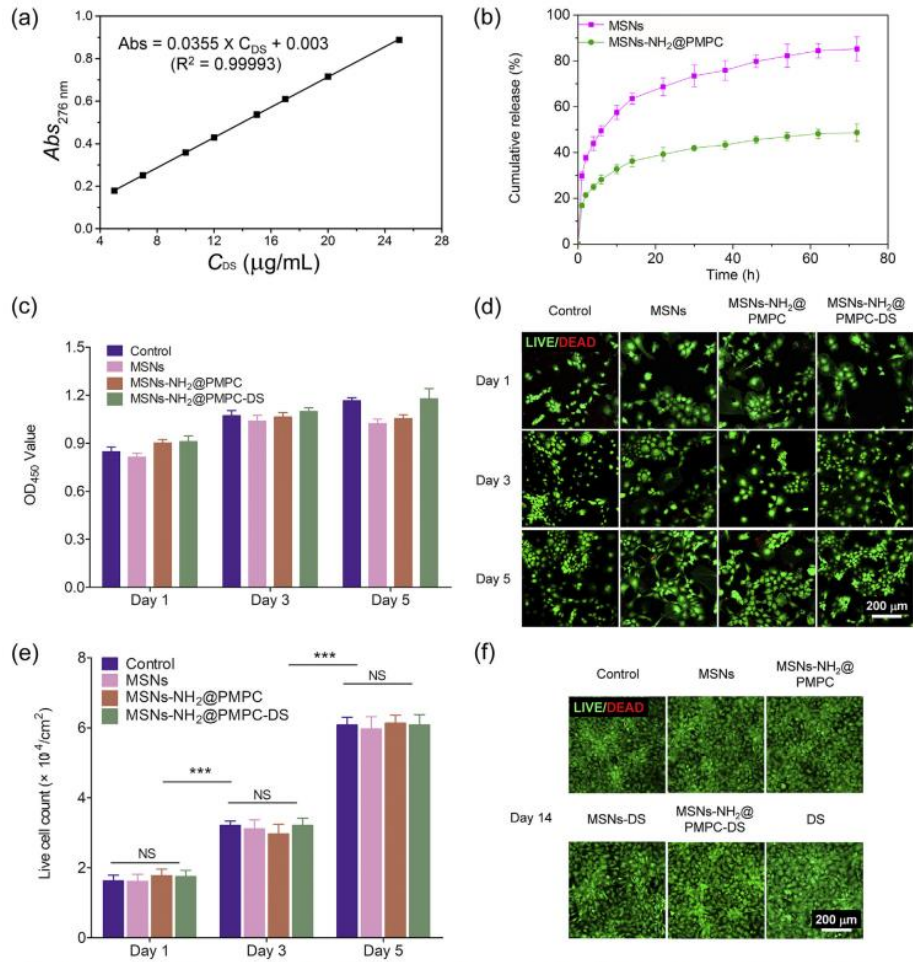 (a)
Abs = 0.0355 X C_DS + 0.003
(R² = 0.99993)
Abs_276 nm
1.0
0.8
0.6
0.4
0.2
0.0
4 8 12 16 20 24 28
C_DS (μg/mL)
(b)
MSNs
MSNs-NH₂@PMPC
Cumulative release (%)
100
80
60
40
20
0
0 20 40 60 80
Time (h)
(c)
Control
MSNs
MSNs-NH₂@PMPC
MSNs-NH₂@PMPC-DS
OD₄₅₀ Value
1.5
1.2
0.9
0.6
0.3
0.0
Day 1 Day 3 Day 5
(d)
Control MSNs MSNs-NH₂@ MSNs-NH₂@
PMPC PMPC-DS
LIVE/DEAD
Day 1
Day 3
Day 5
200 μm
(e)
Control
MSNs
MSNs-NH₂@PMPC
MSNs-NH₂@PMPC-DS
Live cell count (× 10⁻⁴/cm²)
8
6
4
2
0
NS
***
NS
***
NS
Day 1 Day 3 Day 5
(f)
Control MSNs MSNs-NH₂@
PMPC
LIVE/DEAD
Day 14
MSNs-DS MSNs-NH₂@ DS
PMPC-DS
200 μm